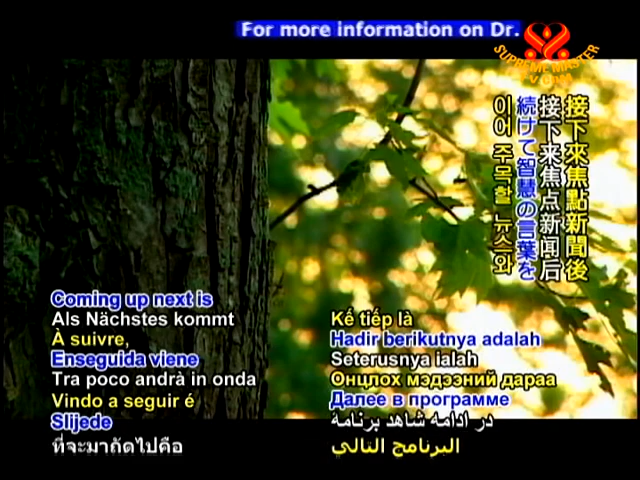 For more information on Dr.
SUPREME MASTER
TV
接下來焦點新聞後
接下来焦点新闻后
続けて智慧の言葉を
이어 주목할 뉴스와
Coming up next is
Als Nächstes kommt
À suivre,
Enseguida viene
Tra poco andrà in onda
Vindo a seguir é
Slijede
ที่จะมาถัดไปคือ
Kế tiếp là
Hadir berikutnya adalah
Seterusnya ialah
Онцлох мэдээний дараа
Далее в программе
در ادامه شاهد برنامهٔ
البرنامج التالي